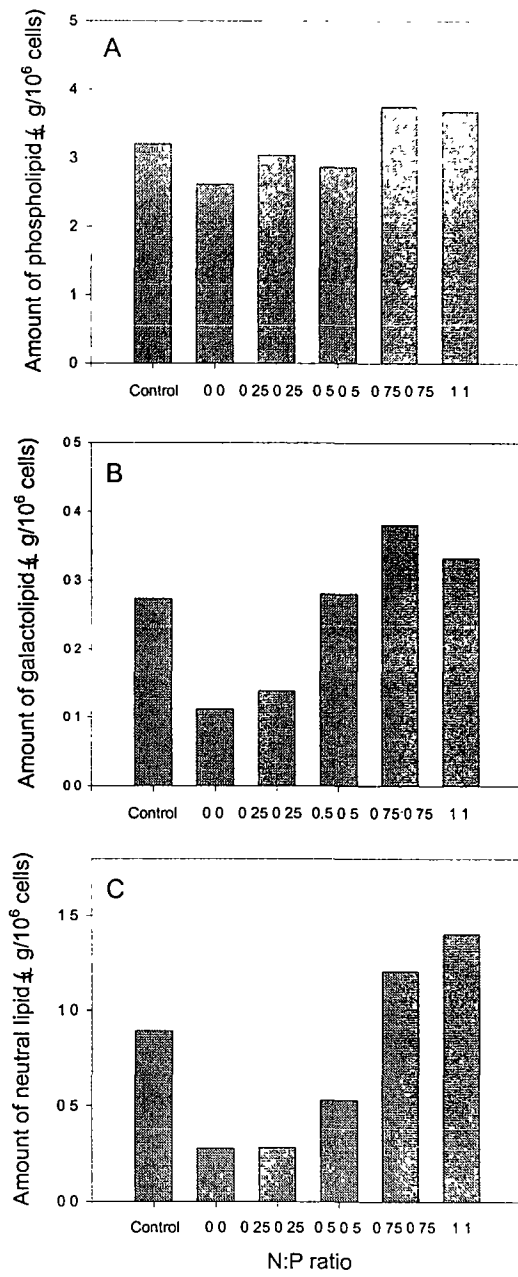 A
Amount of phospholipid g/10⁶ cells)
5
4
3
2
1
0
Control 0 0 0 25 0 25 0 5 0 5 0 75 0 75 1 1
B
Amount of galactolipid g/10⁶ cells)
0 5
0 4
0.3
0 2
0 1
0 0
Control 0 0 0 25 0 25 0.5 0 5 0 75·0 75 1 1
C
Amount of neutral lipid g/10⁶ cells)
1 5
1 0
0 5
0 0
Control 0 0 0 25 0 25 0 5 0 5 0 75 0 75 1 1
N:P ratio